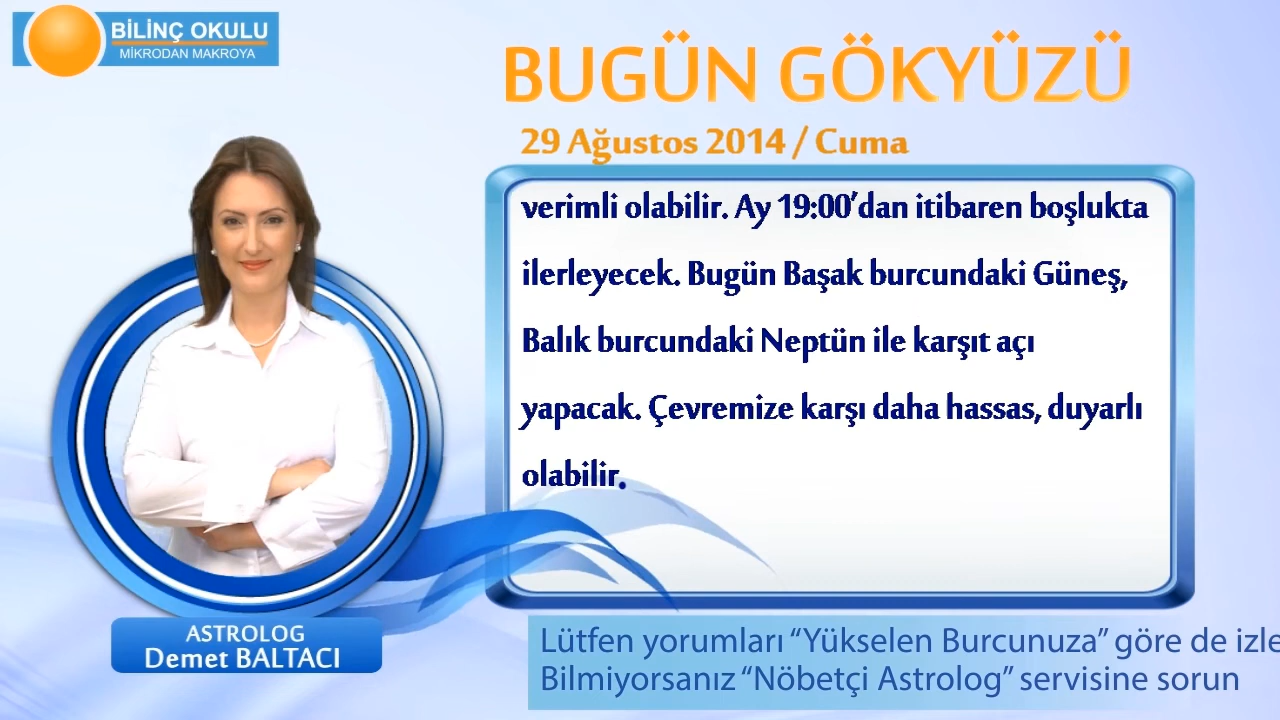 BİLİNÇ OKULU
MİKRODAN MAKROYA
BUGÜN GÖKYÜZÜ
29 Ağustos 2014 / Cuma
verimli olabilir. Ay 19:00’dan itibaren boşlukta
ilerleyecek. Bugün Başak burcundaki Güneş,
Balık burcundaki Neptün ile karşıt açı
yapacak. Çevremize karşı daha hassas, duyarlı
olabilir.
ASTROLOG
Demet BALTACI
Lütfen yorumları “Yükselen Burcunuza” göre de izle
Bilmiyorsanız “Nöbetçi Astrolog” servisine sorun